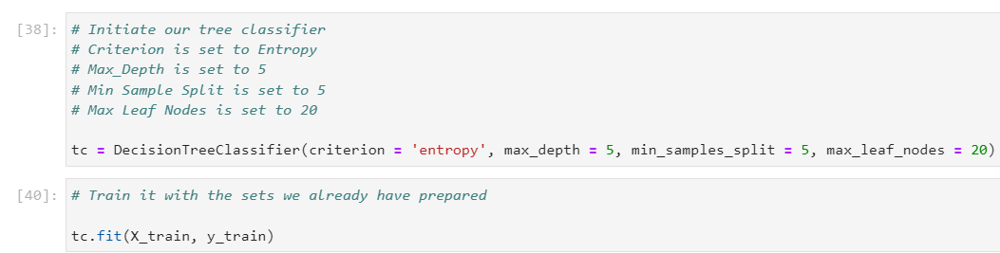 [38]: # Initiate our tree classifier
# Criterion is set to Entropy
# Max_Depth is set to 5
# Min Sample Split is set to 5
# Max Leaf Nodes is set to 20
tc = DecisionTreeClassifier(criterion = 'entropy', max_depth = 5, min_samples_split = 5, max_leaf_nodes = 20)
[40]: # Train it with the sets we already have prepared
tc.fit(X_train, y_train)